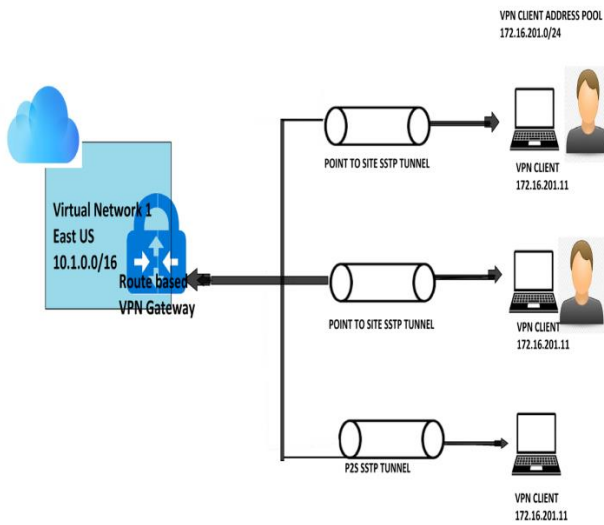 VPN CLIENT ADDRESS POOL
172.16.201.0/24
POINT TO SITE SSTP TUNNEL
VPN CLIENT
172.16.201.11
Virtual Network 1
East US
10.1.0.0/16
Route based
VPN Gateway
POINT TO SITE SSTP TUNNEL
VPN CLIENT
172.16.201.11
P2S SSTP TUNNEL
VPN CLIENT
172.16.201.11